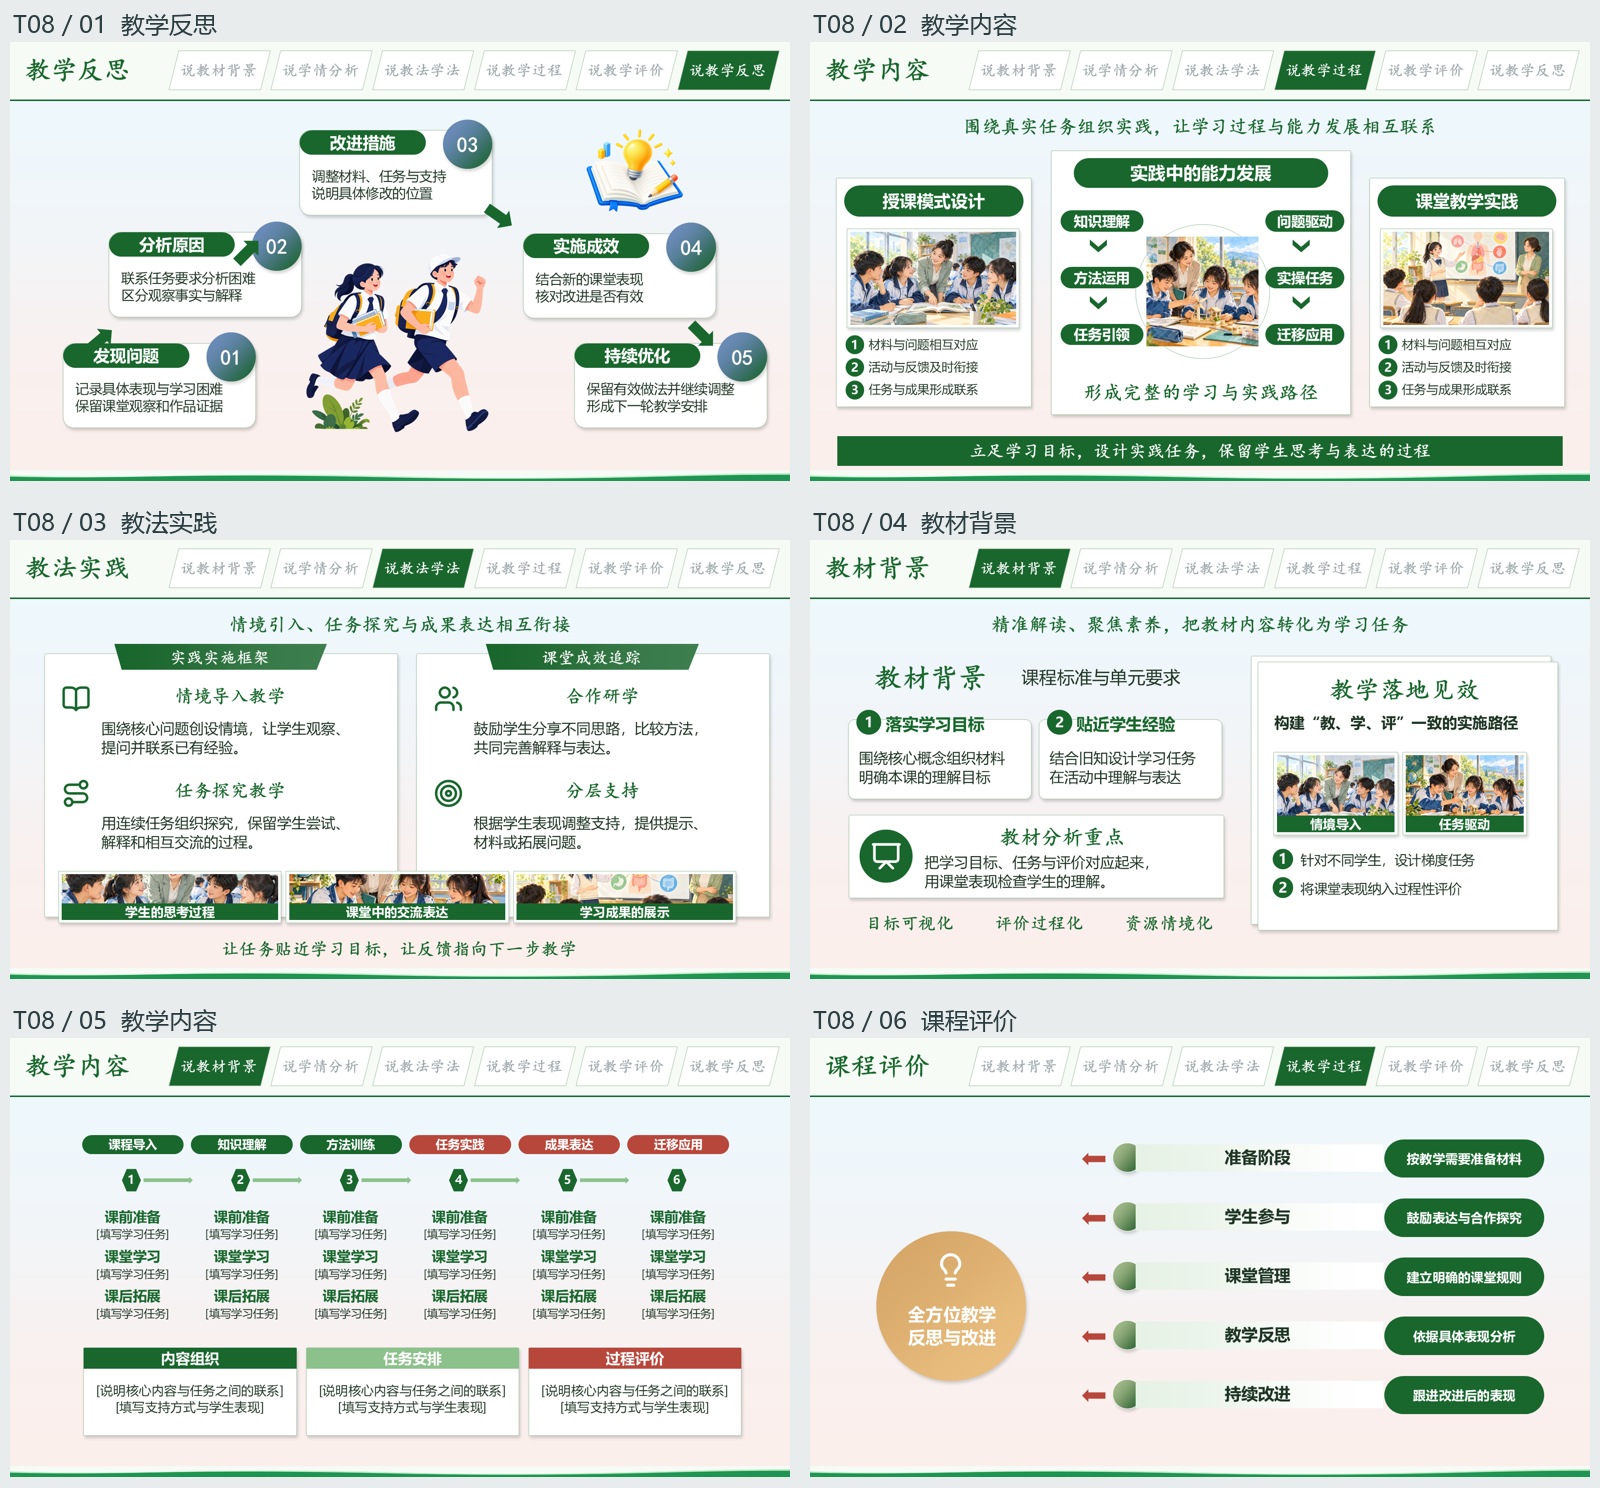 T08 / 01 教学反思
教学反思
说教材背景
说学情分析
说教法学法
说教学过程
说教学评价
说教学反思
改进措施
03
调整材料、任务与支持
说明具体修改的位置
分析原因
02
联系任务要求分析困难
区分观察事实与解释
实施成效
04
结合新的课堂表现
核对改进是否有效
发现问题
01
记录具体表现与学习困难
保留课堂观察和作品证据
持续优化
05
保留有效做法并继续调整
形成下一轮教学安排
T08 / 02 教学内容
教学内容
说教材背景
说学情分析
说教法学法
说教学过程
说教学评价
说教学反思
围绕真实任务组织实践，让学习过程与能力发展相互联系
授课模式设计
1 材料与问题相互对应
2 活动与反馈及时衔接
3 任务与成果形成联系
实践中的能力发展
知识理解
方法运用
任务引领
问题驱动
实操任务
迁移应用
形成完整的学习与实践路径
课堂教学实践
1 材料与问题相互对应
2 活动与反馈及时衔接
3 任务与成果形成联系
立足学习目标，设计实践任务，保留学生思考与表达的过程
T08 / 03 教法实践
教法实践
说教材背景
说学情分析
说教法学法
说教学过程
说教学评价
说教学反思
情境引入、任务探究与成果表达相互衔接
实践实施框架
情境导入教学
围绕核心问题创设情境，让学生观察、
提问并联系已有经验。
任务探究教学
用连续任务组织探究，保留学生尝试、
解释和相互交流的过程。
课堂成效追踪
合作研学
鼓励学生分享不同思路，比较方法，
共同完善解释与表达。
分层支持
根据学生表现调整支持，提供提示、
材料或拓展问题。
学生的思考过程
课堂中的交流表达
学习成果的展示
让任务贴近学习目标，让反馈指向下一步教学
T08 / 04 教材背景
教材背景
说教材背景
说学情分析
说教法学法
说教学过程
说教学评价
说教学反思
精准解读、聚焦素养，把教材内容转化为学习任务
教材背景
课程标准与单元要求
1 落实学习目标
围绕核心概念组织材料
明确本课的理解目标
2 贴近学生经验
结合旧知设计学习任务
在活动中理解与表达
教材分析重点
把学习目标、任务与评价对应起来，
用课堂表现检查学生的理解。
目标可视化
评价过程化
资源情境化
教学落地见效
构建“教、学、评”一致的实施路径
情境导入
任务驱动
1 针对不同学生，设计梯度任务
2 将课堂表现纳入过程性评价
T08 / 05 教学内容
教学内容
说教材背景
说学情分析
说教法学法
说教学过程
说教学评价
说教学反思
课程导入
知识理解
方法训练
任务实践
成果表达
迁移应用
1
2
3
4
5
6
课前准备
课前准备
课前准备
课前准备
课前准备
课前准备
[填写学习任务]
[填写学习任务]
[填写学习任务]
[填写学习任务]
[填写学习任务]
[填写学习任务]
课堂学习
课堂学习
课堂学习
课堂学习
课堂学习
课堂学习
[填写学习任务]
[填写学习任务]
[填写学习任务]
[填写学习任务]
[填写学习任务]
[填写学习任务]
课后拓展
课后拓展
课后拓展
课后拓展
课后拓展
课后拓展
[填写学习任务]
[填写学习任务]
[填写学习任务]
[填写学习任务]
[填写学习任务]
[填写学习任务]
内容组织
[说明核心内容与任务之间的联系]
[填写支持方式与学生表现]
任务安排
[说明核心内容与任务之间的联系]
[填写支持方式与学生表现]
过程评价
[说明核心内容与任务之间的联系]
[填写支持方式与学生表现]
T08 / 06 课程评价
课程评价
说教材背景
说学情分析
说教法学法
说教学过程
说教学评价
说教学反思
全方位教学
反思与改进
准备阶段
按教学需要准备材料
学生参与
鼓励表达与合作探究
课堂管理
建立明确的课堂规则
教学反思
依据具体表现分析
持续改进
跟进改进后的表现